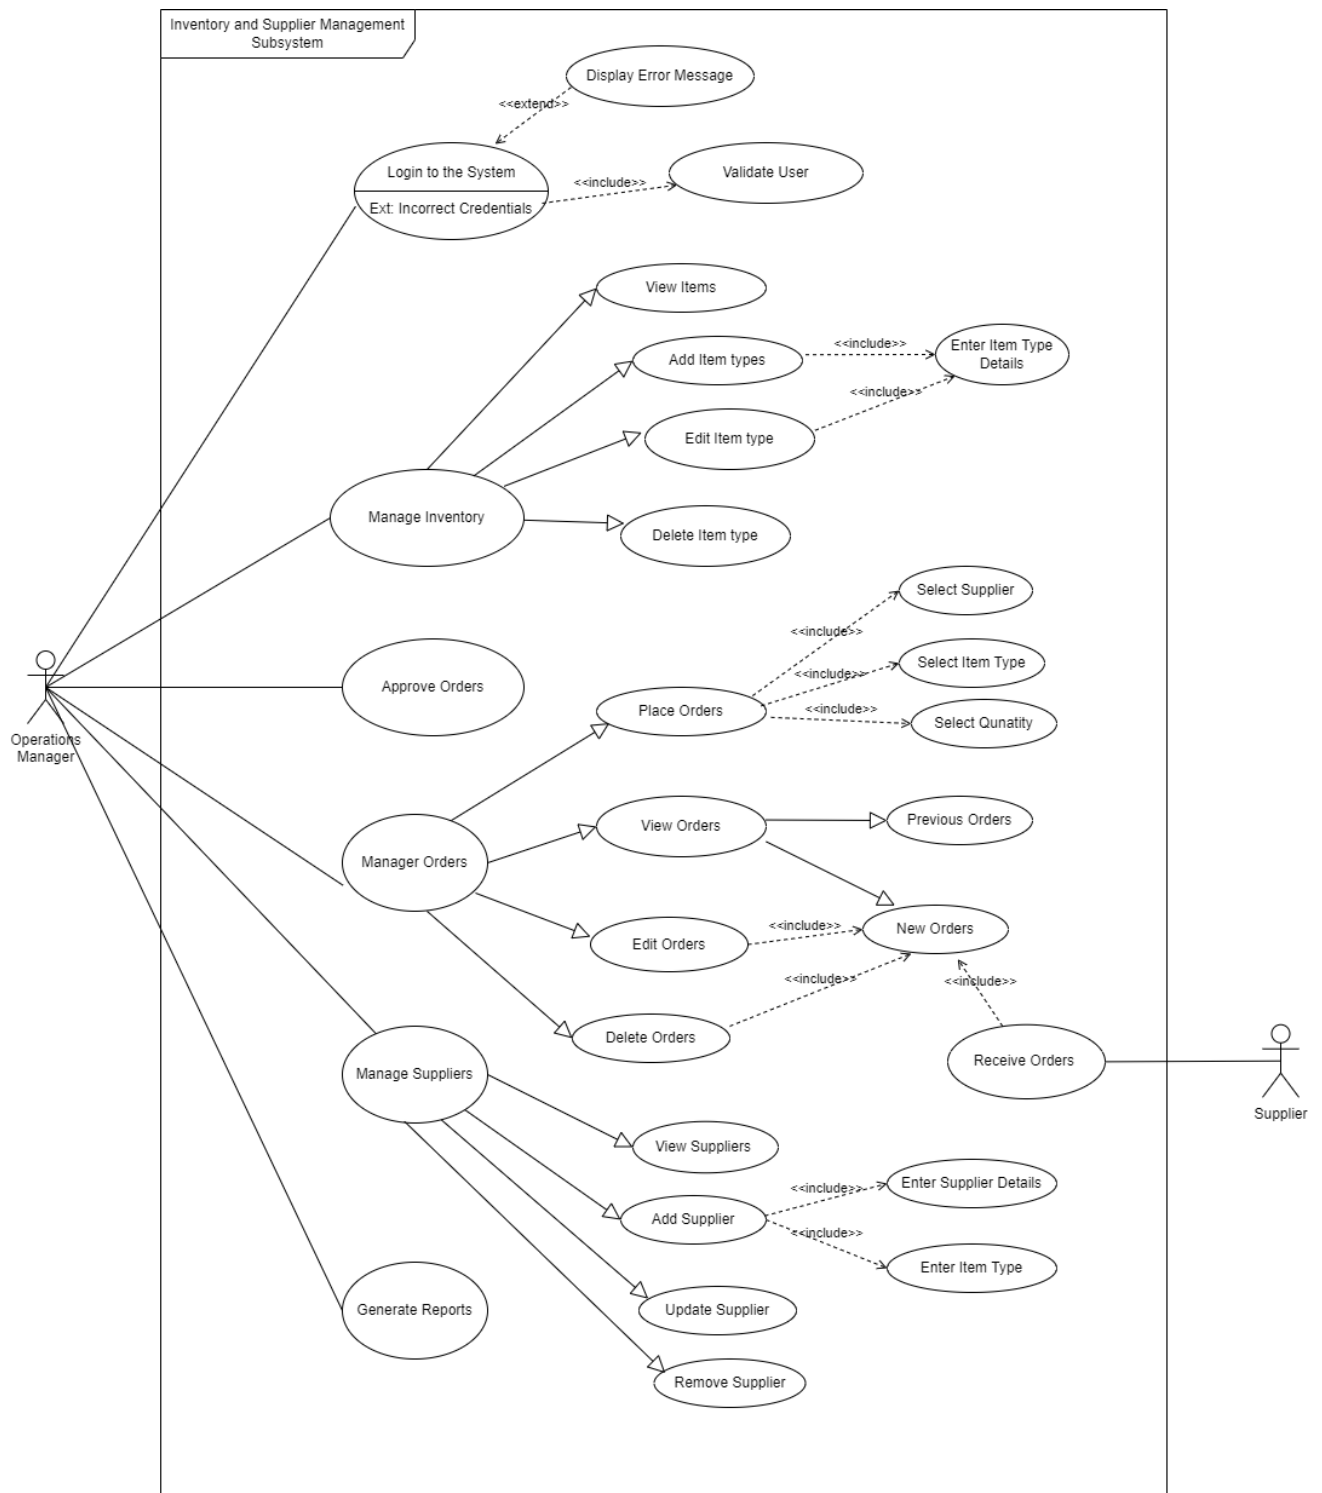 Inventory and Supplier Management
Subsystem
Display Error Message
<<extend>>
Login to the System
Ext: Incorrect Credentials
<<include>>
Validate User
View Items
Add Item types
<<include>>
Enter Item Type
Details
<<include>>
Edit Item type
Manage Inventory
Delete Item type
Select Supplier
<<include>>
Select Item Type
<<include>>
Approve Orders
Place Orders
<<include>>
Select Qunatity
Operations
Manager
Previous Orders
View Orders
Manager Orders
<<include>>
New Orders
Edit Orders
<<include>>
<<include>>
Delete Orders
Receive Orders
Manage Suppliers
Supplier
View Suppliers
<<include>>
Enter Supplier Details
Add Supplier
<<include>>
Enter Item Type
Generate Reports
Update Supplier
Remove Supplier